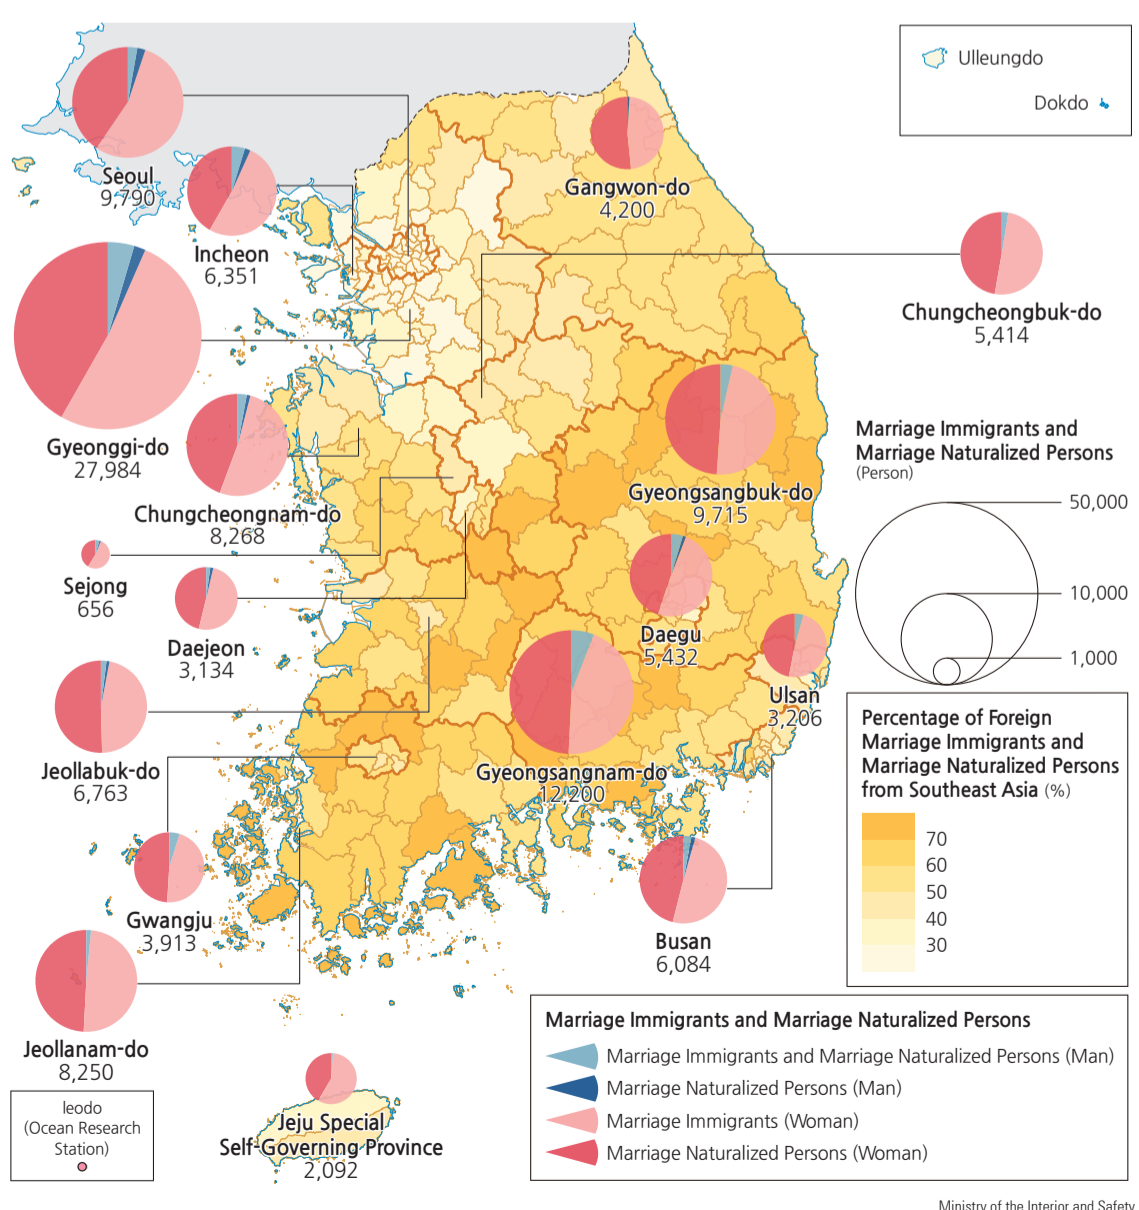 Ulleungdo
Dokdo
Seoul
9,790
Incheon
6,351
Gangwon-do
4,200
Chungcheongbuk-do
5,414
Gyeonggi-do
27,984
Chungcheongnam-do
8,268
Gyeongsangbuk-do
9,715
Sejong
656
Daejeon
3,134
Daegu
5,432
Ulsan
3,206
Jeollabuk-do
6,763
Gyeongsangnam-do
12,200
Gwangju
3,913
Busan
6,084
Jeollanam-do
8,250
Jeju Special
Self-Governing Province
2,092
Ieodo
(Ocean Research
Station)
Marriage Immigrants and
Marriage Naturalized Persons
(Person)
50,000
10,000
1,000
Percentage of Foreign
Marriage Immigrants and
Marriage Naturalized Persons
from Southeast Asia (%)
70
60
50
40
30
Marriage Immigrants and Marriage Naturalized Persons
Marriage Immigrants and Marriage Naturalized Persons (Man)
Marriage Naturalized Persons (Man)
Marriage Immigrants (Woman)
Marriage Naturalized Persons (Woman)
Ministry of the Interior and Safety